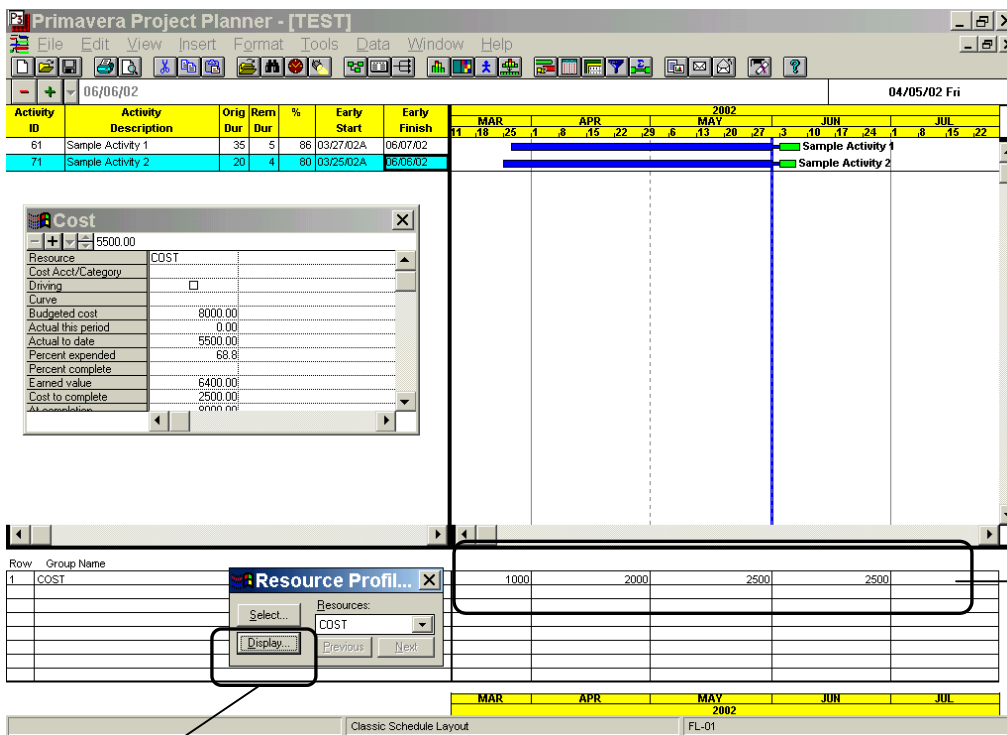 Primavera Project Planner - [TEST]
File Edit View Insert Format Tools Data Window Help
06/06/02
04/05/02 Fri
Activity ID Activity Description Orig Dur Rem Dur % Early Start Early Finish
2002
MAR APR MAY JUN JUL
11 18 25 1 8 15 22 29 6 13 20 27 3 10 17 24 1 8 15 22
61 Sample Activity 1 35 5 86 03/27/02A 06/07/02 Sample Activity 1
71 Sample Activity 2 20 4 80 03/25/02A 06/06/02 Sample Activity 2
Cost
5500.00
Resource COST
Cost Acct/Category
Driving
Curve
Budgeted cost 8000.00
Actual this period 0.00
Actual to date 5500.00
Percent expended 68.8
Percent complete
Earned value 6400.00
Cost to complete 2500.00
At completion 8000.00
Row Group Name
1 COST 1000 2000 2500 2500
Resource Profil...
Select... Resources:
COST
Display... Previous Next
MAR APR MAY JUN JUL
2002
Classic Schedule Layout FL-01